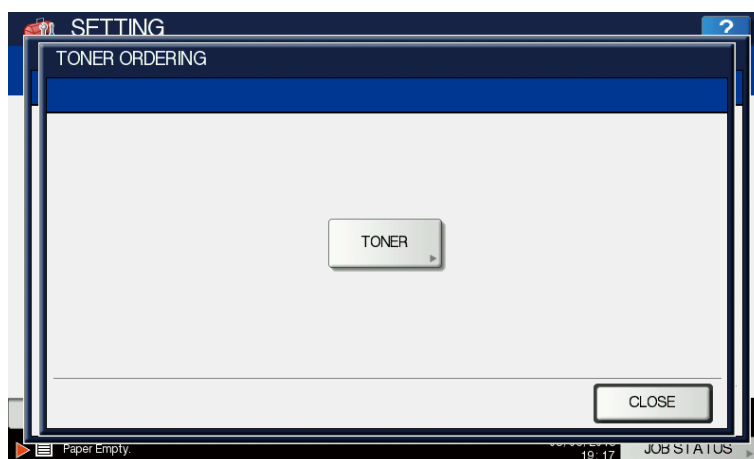 SETTING
?
TONER ORDERING
TONER
CLOSE
Paper Empty.
19:17
JOB STATUS